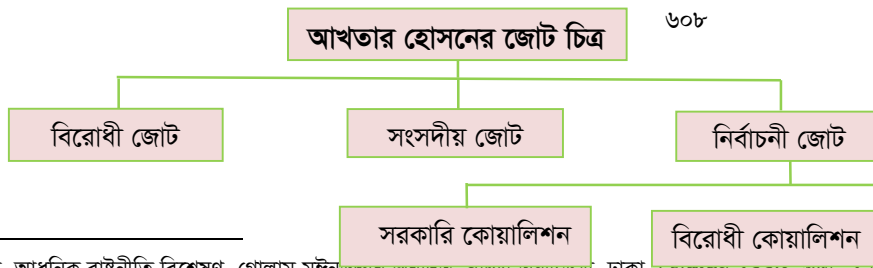 আখতার হোসনের জোট চিত্র
৬০৮
বিরোধী জোট
সংসদীয় জোট
নির্বাচনী জোট
সরকারি কোয়ালিশন
বিরোধী কোয়ালিশন
আধুনিক রাষ্ট্রনীতি বিশ্লেষণ, গোলাম ঢাকা